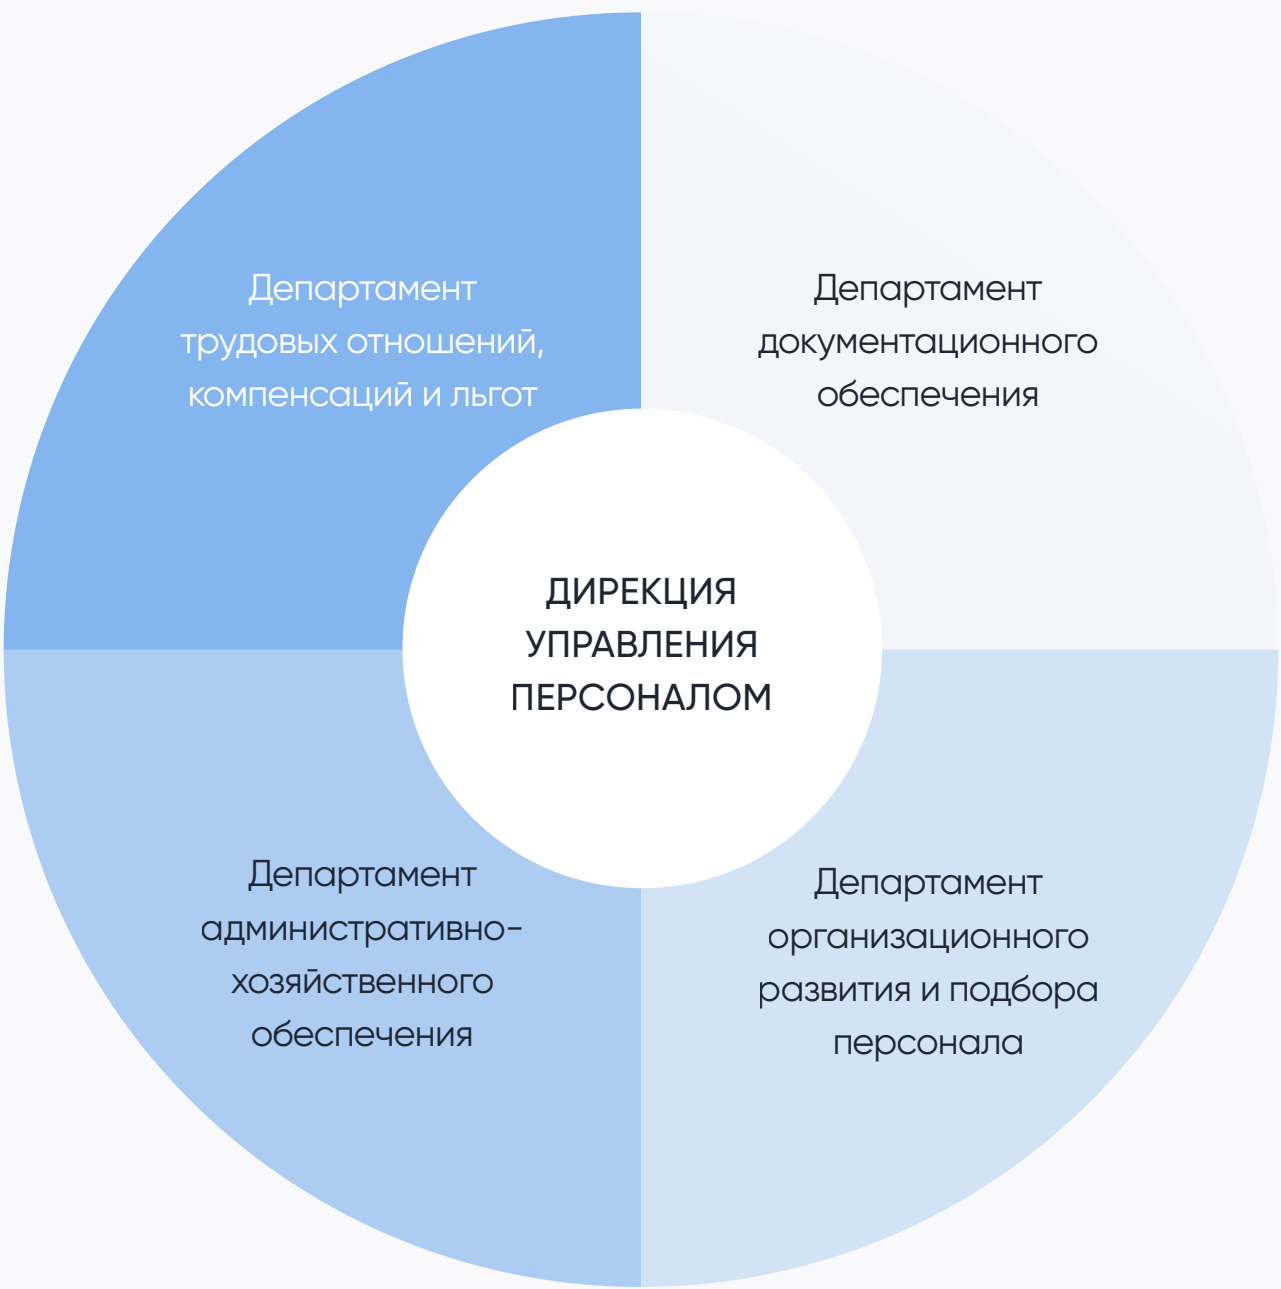 Департамент
трудовых отношений,
компенсаций и льгот
Департамент
документационного
обеспечения
ДИРЕКЦИЯ
УПРАВЛЕНИЯ
ПЕРСОНАЛОМ
Департамент
административно-
хозяйственного
обеспечения
Департамент
организационного
развития и подбора
персонала